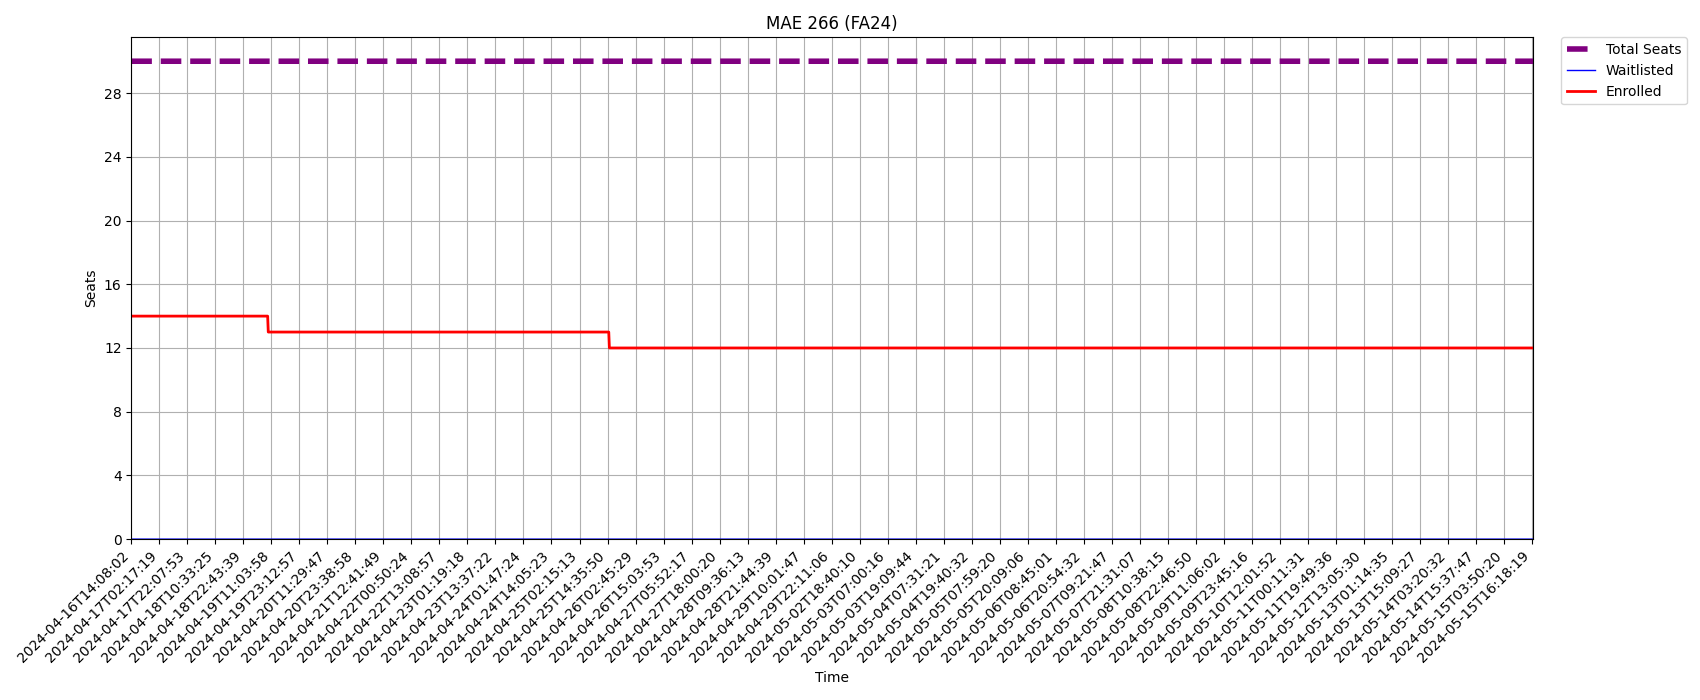 MAE 266 (FA24)
Total Seats
Waitlisted
Enrolled
Seats
28
24
20
16
12
8
4
0
2024-04-16T14:08:02
2024-04-17T02:17:19
2024-04-17T22:07:53
2024-04-18T10:33:25
2024-04-18T22:43:39
2024-04-19T11:03:58
2024-04-19T23:12:57
2024-04-20T11:29:47
2024-04-20T23:38:58
2024-04-21T12:41:49
2024-04-22T00:50:24
2024-04-22T13:08:57
2024-04-23T01:19:18
2024-04-23T13:37:22
2024-04-24T01:47:24
2024-04-24T14:05:23
2024-04-25T02:15:13
2024-04-25T14:35:50
2024-04-26T02:45:29
2024-04-26T15:03:53
2024-04-27T05:52:17
2024-04-27T18:00:20
2024-04-28T09:36:13
2024-04-28T21:44:39
2024-04-29T10:01:47
2024-04-29T22:11:06
2024-05-02T18:40:10
2024-05-03T07:00:16
2024-05-03T19:09:44
2024-05-04T07:31:21
2024-05-04T19:40:32
2024-05-05T07:59:20
2024-05-05T20:09:06
2024-05-06T08:45:01
2024-05-06T20:54:32
2024-05-07T09:21:47
2024-05-07T21:31:07
2024-05-08T10:38:15
2024-05-08T22:46:50
2024-05-09T11:06:02
2024-05-09T23:45:16
2024-05-10T12:01:52
2024-05-11T00:11:31
2024-05-11T19:49:36
2024-05-12T13:05:30
2024-05-13T01:14:35
2024-05-13T15:09:27
2024-05-14T03:20:32
2024-05-14T15:37:47
2024-05-15T03:50:20
2024-05-15T16:18:19
Time